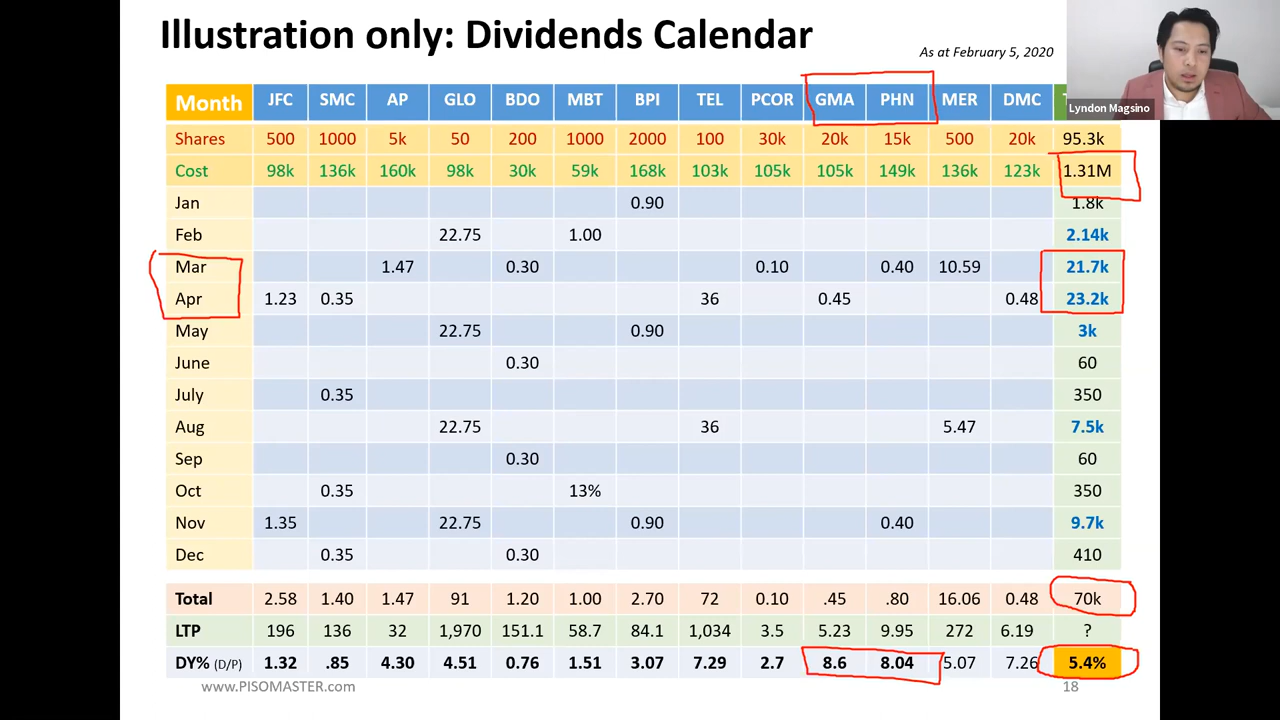 Illustration only: Dividends Calendar
As at February 5, 2020
Lyndon Magsino
Month JFC SMC AP GLO BDO MBT BPI TEL PCOR GMA PHN MER DMC
Shares 500 1000 5k 50 200 1000 2000 100 30k 20k 15k 500 20k 95.3k
Cost 98k 136k 160k 98k 30k 59k 168k 103k 105k 105k 149k 136k 123k 1.31M
Jan 0.90 1.8k
Feb 22.75 1.00 2.14k
Mar 1.47 0.30 0.10 0.40 10.59 21.7k
Apr 1.23 0.35 36 0.45 0.48 23.2k
May 22.75 0.90 3k
June 0.30 60
July 0.35 350
Aug 22.75 36 5.47 7.5k
Sep 0.30 60
Oct 0.35 13% 350
Nov 1.35 22.75 0.90 0.40 9.7k
Dec 0.35 0.30 410
Total 2.58 1.40 1.47 91 1.20 1.00 2.70 72 0.10 .45 .80 16.06 0.48 70k
LTP 196 136 32 1,970 151.1 58.7 84.1 1,034 3.5 5.23 9.95 272 6.19 ?
DY% (D/P) 1.32 .85 4.30 4.51 0.76 1.51 3.07 7.29 2.7 8.6 8.04 5.07 7.26 5.4%
www.PISOMASTER.com 18